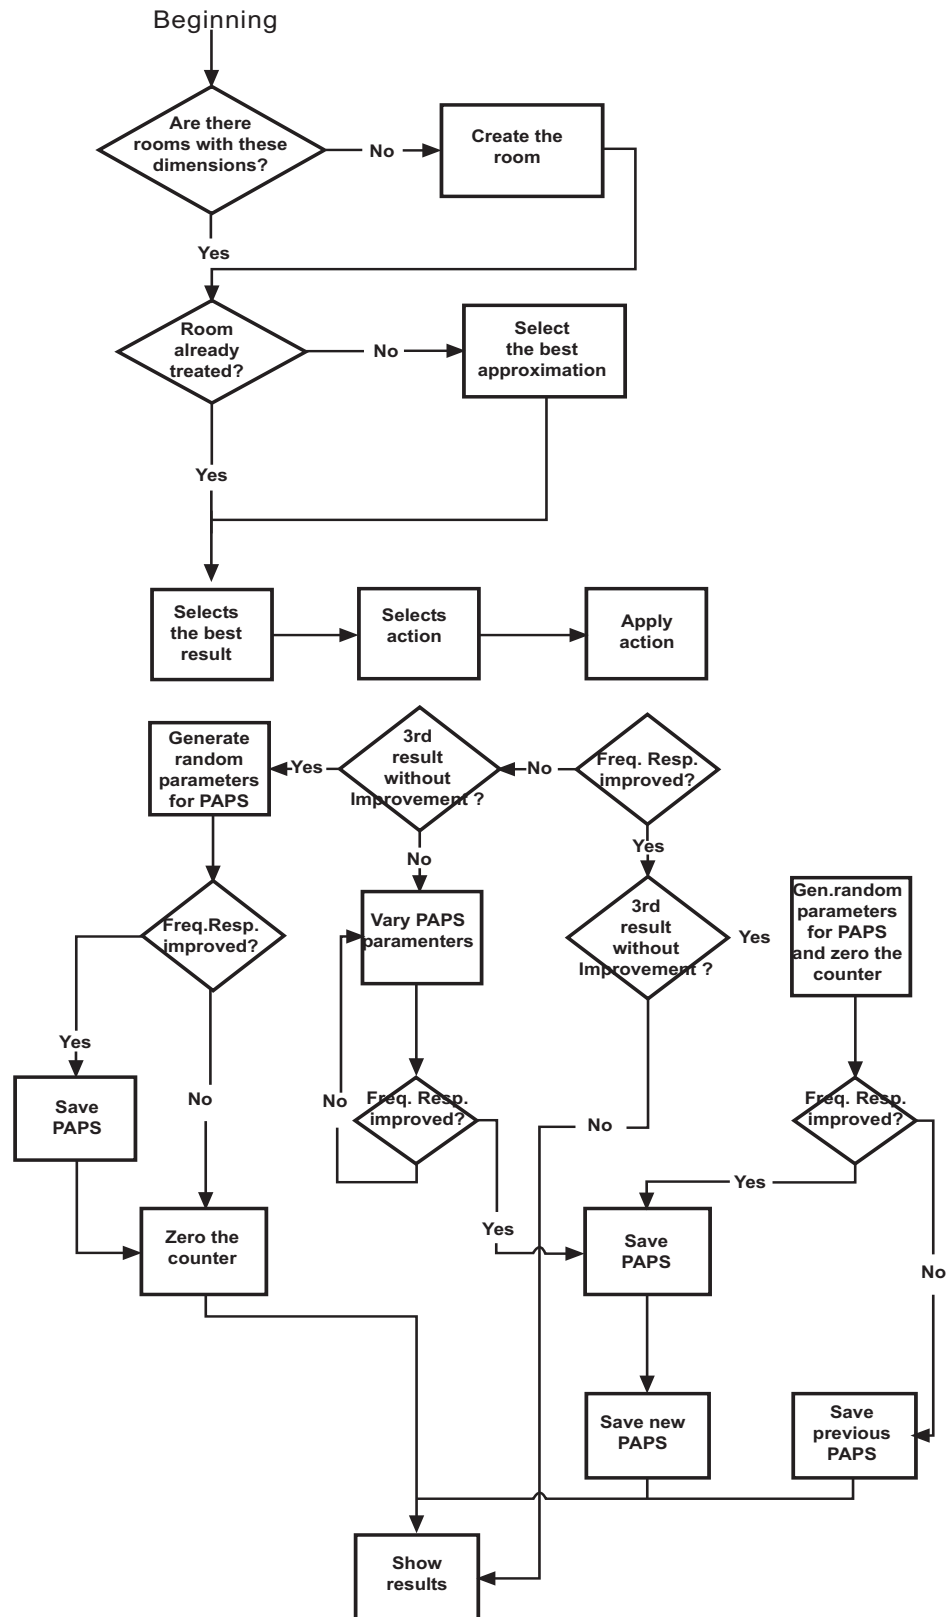 Beginning
Are there
rooms with these
dimensions?
No
Create the
room
Yes
Room
already
treated?
No
Select
the best
approximation
Yes
Selects
the best
result
Selects
action
Apply
action
Generate
random
parameters
for PAPS
Yes
3rd
result
without
Improvement ?
No
Freq. Resp.
improved?
Yes
No
Freq.Resp.
improved?
Vary PAPS
paramenters
3rd
result
without
Improvement ?
Yes
Gen.random
parameters
for PAPS
and zero the
counter
Yes
Save
PAPS
No
No
Freq. Resp.
improved?
No
Freq. Resp.
improved?
Yes
Yes
Zero the
counter
Save
PAPS
No
Save new
PAPS
Save
previous
PAPS
Show
results